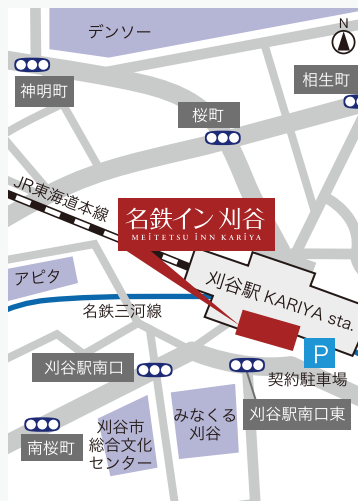 デンソー
N
神明町
相生町
桜町
JR東海道本線
名鉄イン 刈谷
MEITETSU INN KARIYA
アピタ
刈谷駅 KARIYA sta.
名鉄三河線
P
契約駐車場
刈谷駅南口
刈谷駅南口東
みなくる
刈谷
刈谷市
総合文化
センター
南桜町